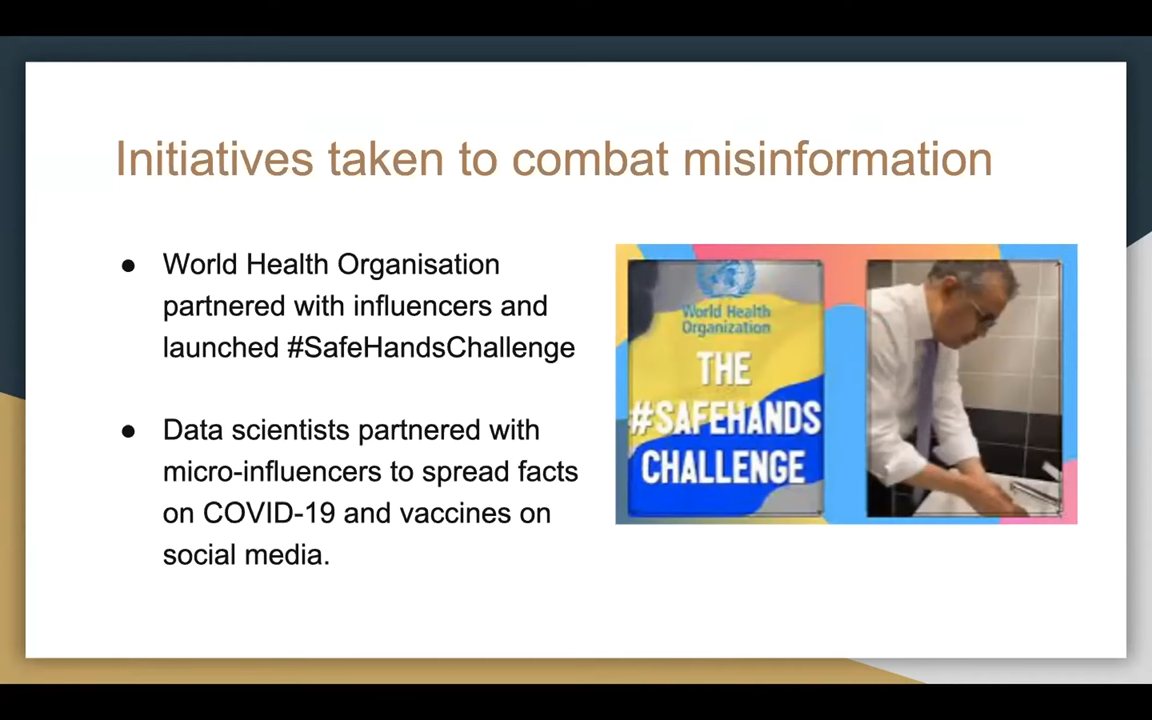 Initiatives taken to combat misinformation
● World Health Organisation
partnered with influencers and
launched #SafeHandsChallenge
● Data scientists partnered with
micro-influencers to spread facts
on COVID-19 and vaccines on
social media.
World Health
Organization
THE
#SAFEHANDS
CHALLENGE